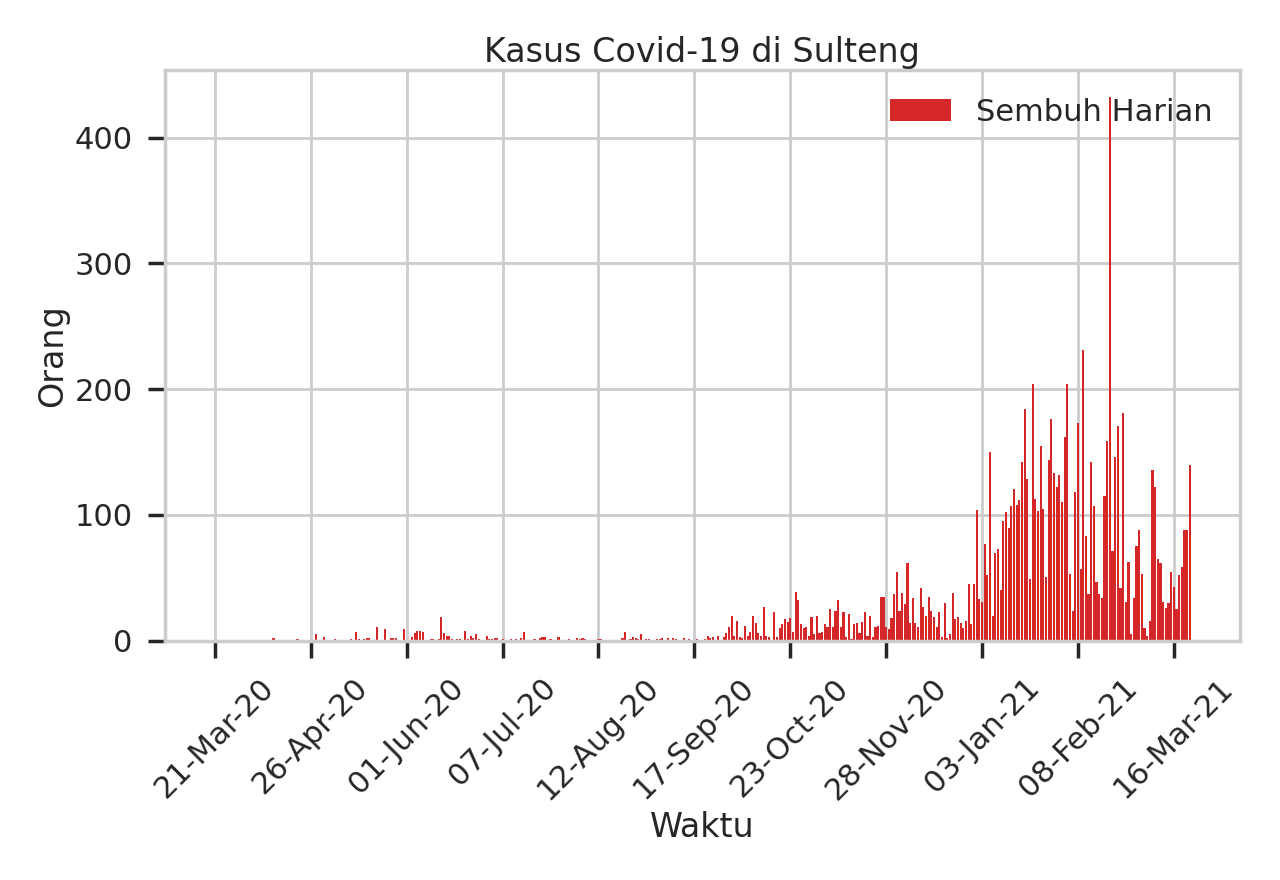 Kasus Covid-19 di Sulteng
Sembuh Harian
Orang
400
300
200
100
0
21-Mar-20
26-Apr-20
01-Jun-20
07-Jul-20
12-Aug-20
17-Sep-20
23-Oct-20
28-Nov-20
03-Jan-21
08-Feb-21
16-Mar-21
Waktu